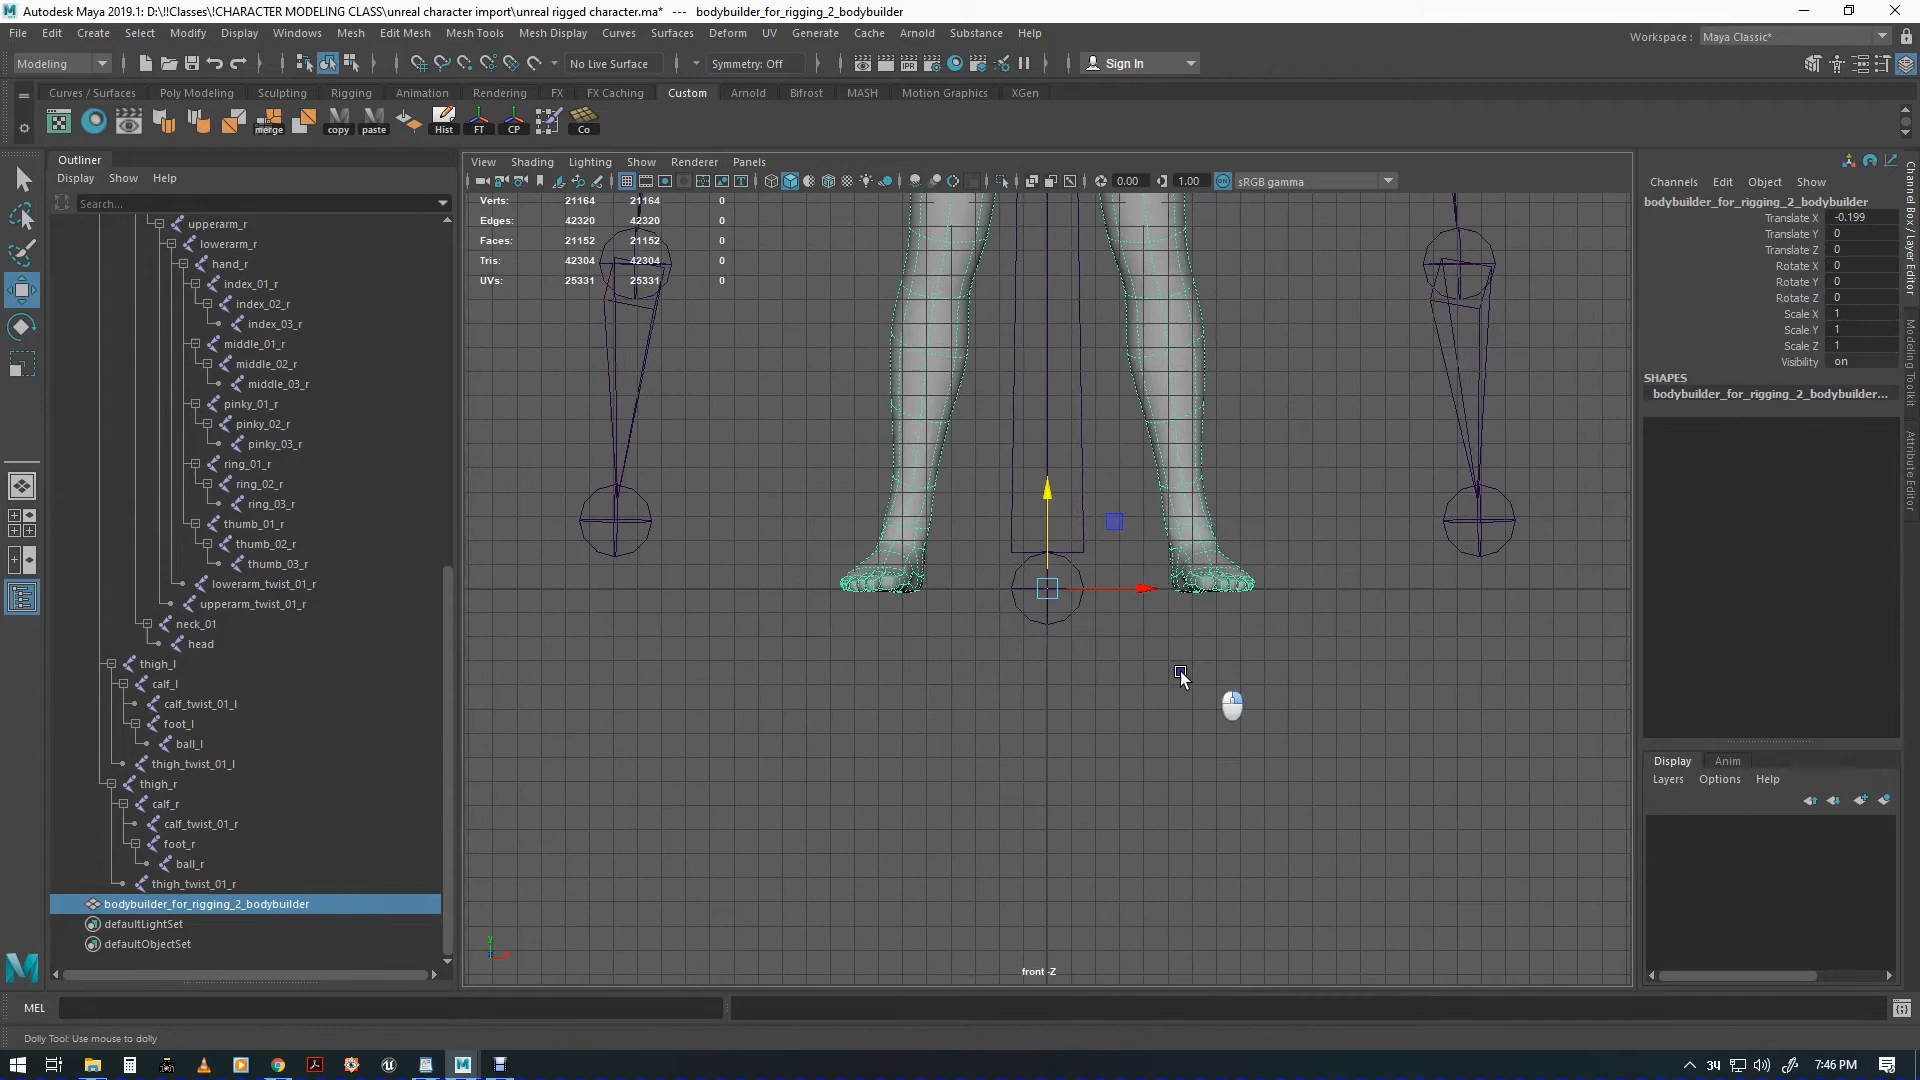 Autodesk Maya 2019.1: D:\!!Classes\!CHARACTER MODELING CLASS\unreal character import\unreal rigged character.ma*   ---   bodybuilder_for_rigging_2_bodybuilder
File Edit Create Select Modify Display Windows Mesh Edit Mesh Mesh Tools Mesh Display Curves Surfaces Deform UV Generate Cache Arnold Substance Help
Workspace : Maya Classic*
Modeling
No Live Surface
Symmetry: Off
Sign In
Curves / Surfaces Poly Modeling Sculpting Rigging Animation Rendering FX FX Caching Custom Arnold Bifrost MASH Motion Graphics XGen
merge copy paste Hist FT CP Co
Outliner
Display Show Help
Search...
upperarm_r
lowerarm_r
hand_r
index_01_r
index_02_r
index_03_r
middle_01_r
middle_02_r
middle_03_r
pinky_01_r
pinky_02_r
pinky_03_r
ring_01_r
ring_02_r
ring_03_r
thumb_01_r
thumb_02_r
thumb_03_r
lowerarm_twist_01_r
upperarm_twist_01_r
neck_01
head
thigh_l
calf_l
calf_twist_01_l
foot_l
ball_l
thigh_twist_01_l
thigh_r
calf_r
calf_twist_01_r
foot_r
ball_r
thigh_twist_01_r
bodybuilder_for_rigging_2_bodybuilder
defaultLightSet
defaultObjectSet
View Shading Lighting Show Renderer Panels
0.00 1.00 ON sRGB gamma
Verts: 21164 21164 0
Edges: 42320 42320 0
Faces: 21152 21152 0
Tris: 42304 42304 0
UVs: 25331 25331 0
y
front -Z
Channels Edit Object Show
bodybuilder_for_rigging_2_bodybuilder
Translate X -0.199
Translate Y 0
Translate Z 0
Rotate X 0
Rotate Y 0
Rotate Z 0
Scale X 1
Scale Y 1
Scale Z 1
Visibility on
SHAPES
bodybuilder_for_rigging_2_bodybuilder...
Display Anim
Layers Options Help
Channel Box / Layer Editor
Modeling Toolkit
Attribute Editor
MEL
Dolly Tool: Use mouse to dolly
34
7:46 PM